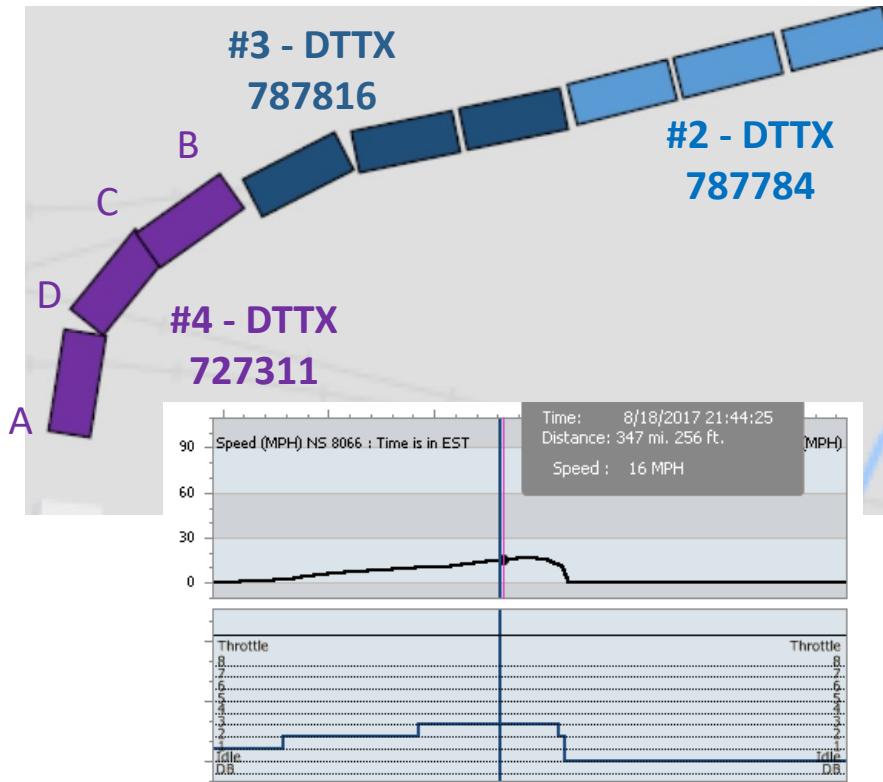 #3 - DTTX
787816
B
#2 - DTTX
787784
C
D
#4 - DTTX
727311
A
Time: 8/18/2017 21:44:25
Distance: 347 mi. 256 ft.
Speed : 16 MPH
90 Speed (MPH) NS 8066 : Time is in EST (MPH)
60
30
0
Throttle Throttle
8 8
7 7
6 6
5 5
4 4
3 3
2 2
1 1
Idle Idle
DB DB